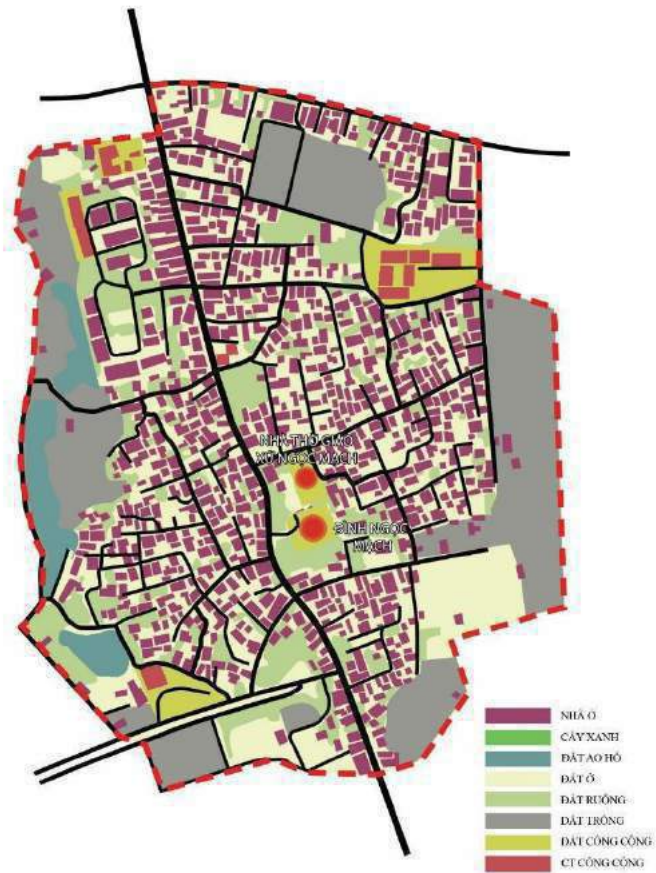 NHÀ THỜ GIÁO
XỨ NGỌC MẠCH
ĐÌNH NGỌC
MẠCH
NHÀ Ở
CÂY XANH
ĐẤT AO HỒ
ĐẤT Ở
ĐẤT RUỘNG
ĐẤT TRỐNG
ĐẤT CÔNG CỘNG
CT CÔNG CỘNG